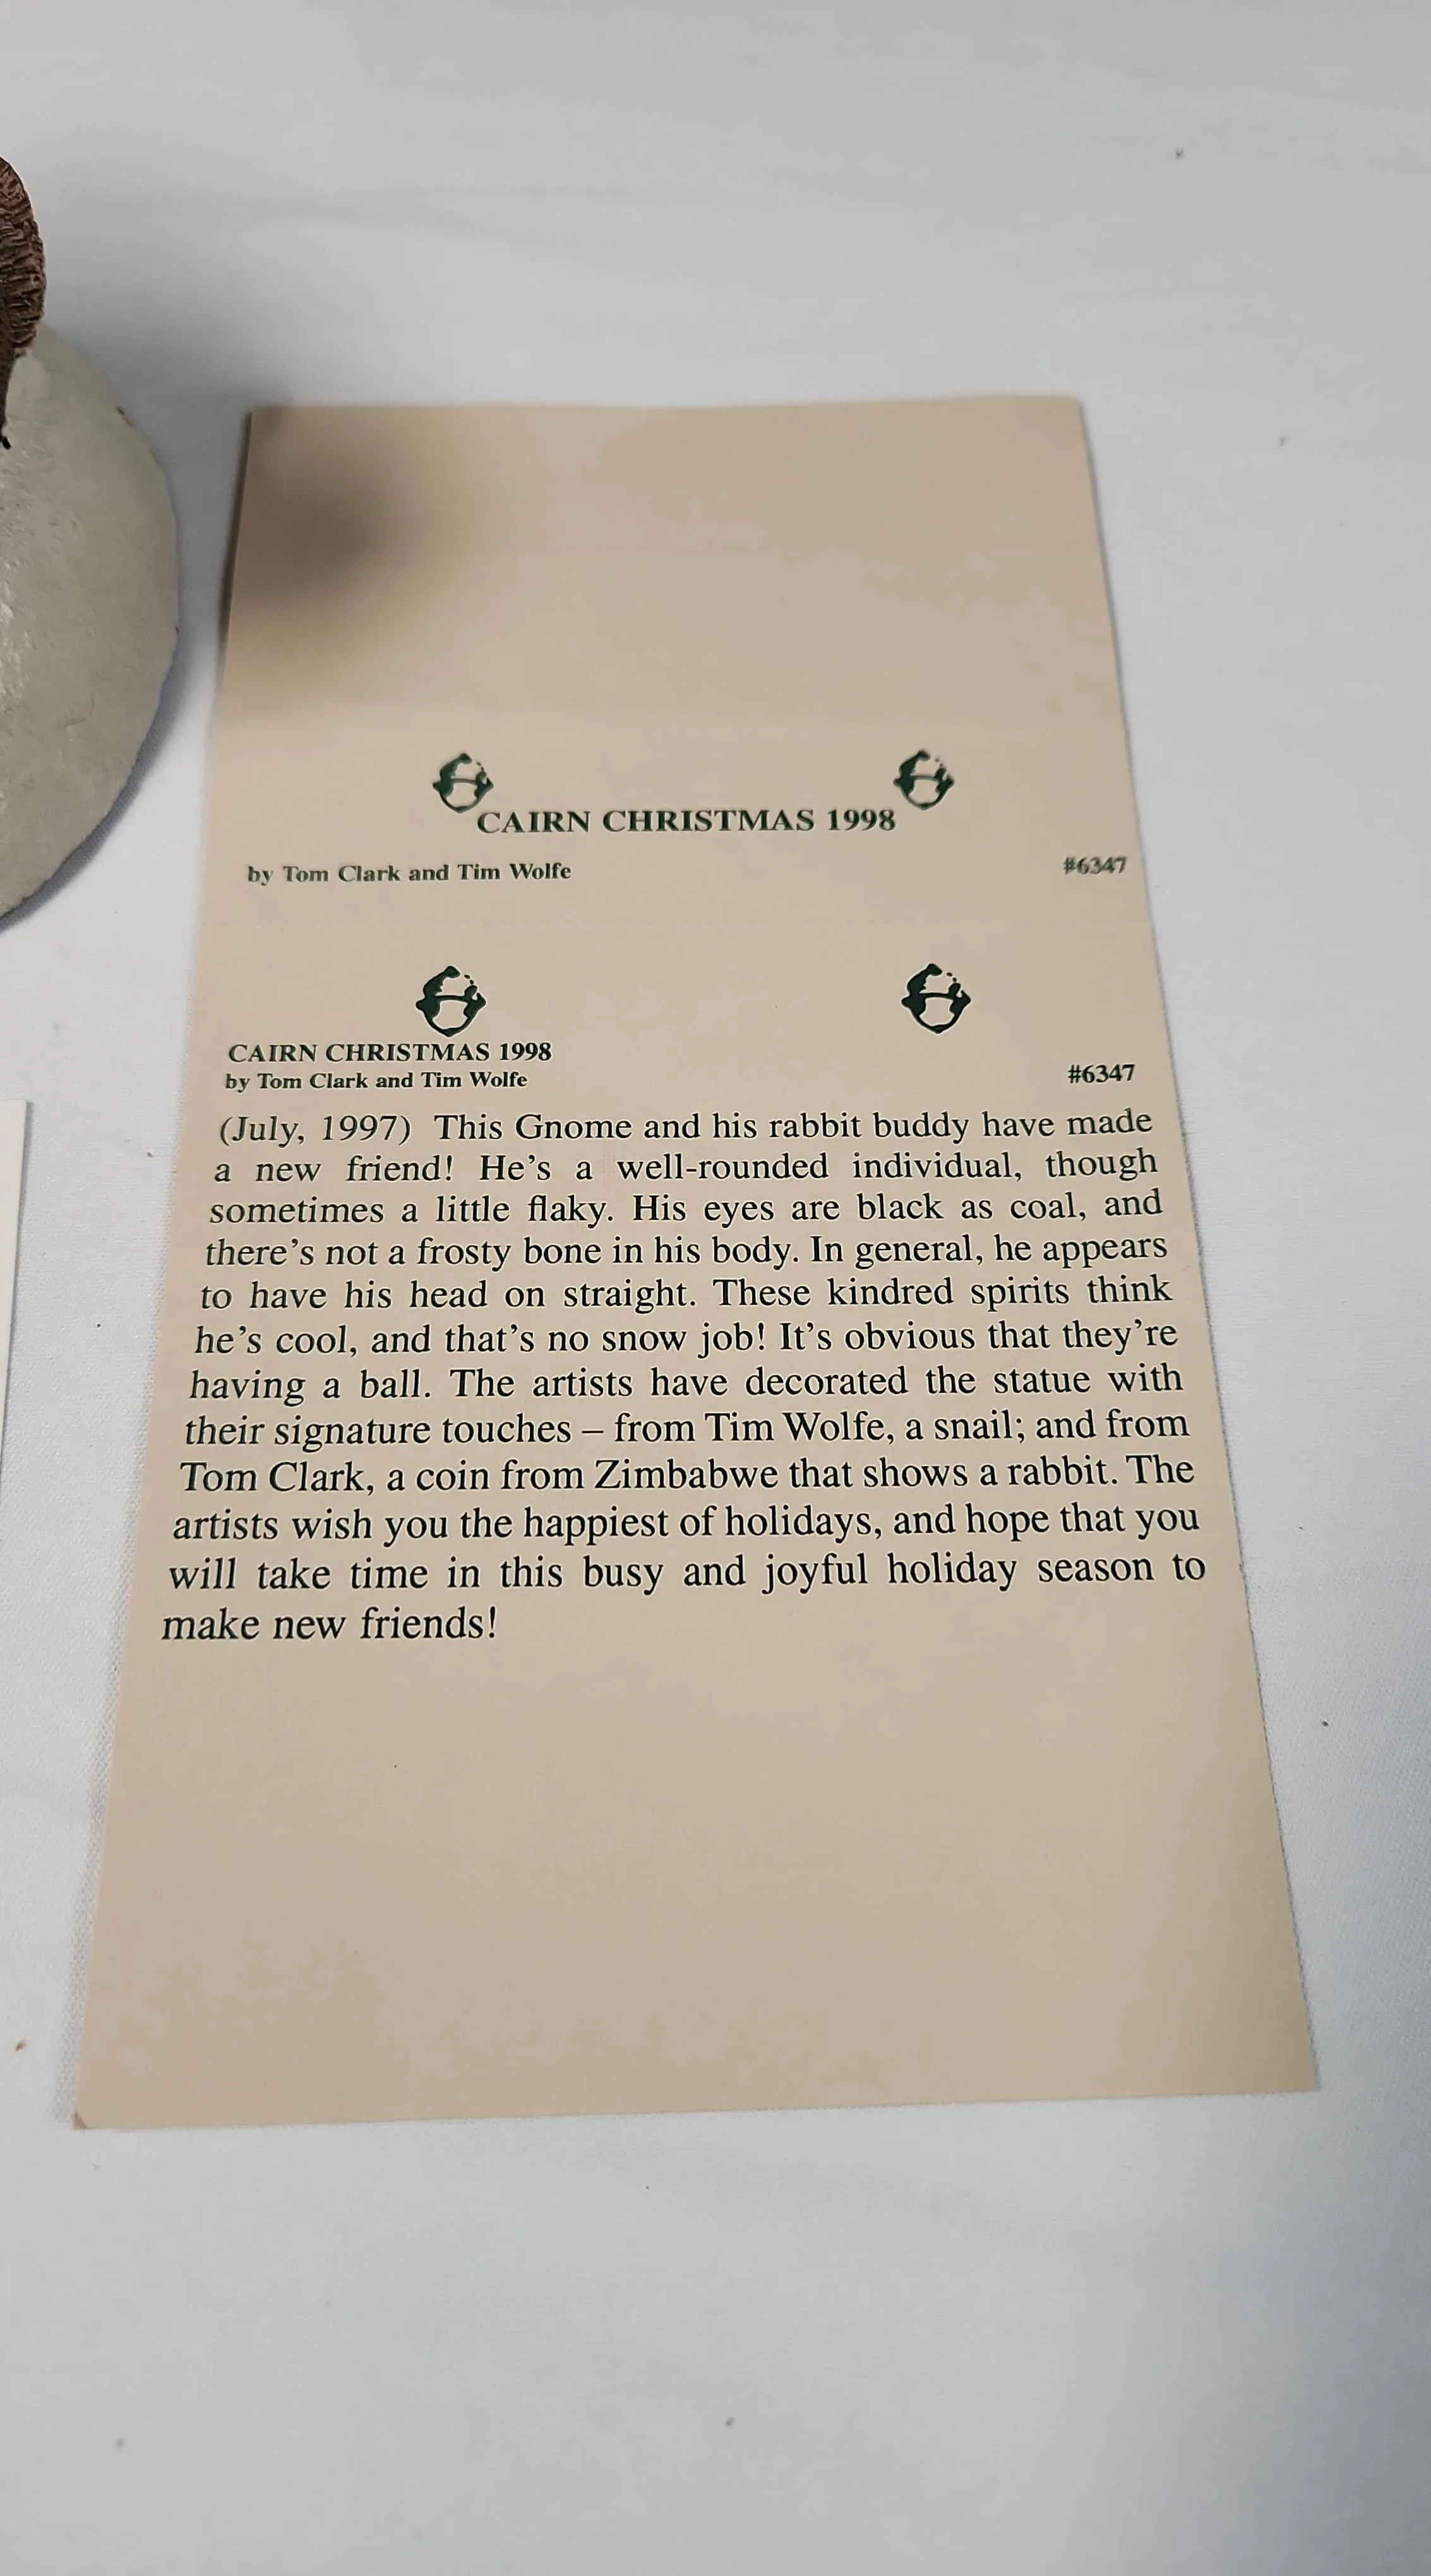 CAIRN CHRISTMAS 1998
by Tom Clark and Tim Wolfe #6347
CAIRN CHRISTMAS 1998
by Tom Clark and Tim Wolfe #6347
(July, 1997) This Gnome and his rabbit buddy have made
a new friend! He's a well-rounded individual, though
sometimes a little flaky. His eyes are black as coal, and
there's not a frosty bone in his body. In general, he appears
to have his head on straight. These kindred spirits think
he's cool, and that's no snow job! It's obvious that they're
having a ball. The artists have decorated the statue with
their signature touches – from Tim Wolfe, a snail; and from
Tom Clark, a coin from Zimbabwe that shows a rabbit. The
artists wish you the happiest of holidays, and hope that you
will take time in this busy and joyful holiday season to
make new friends!